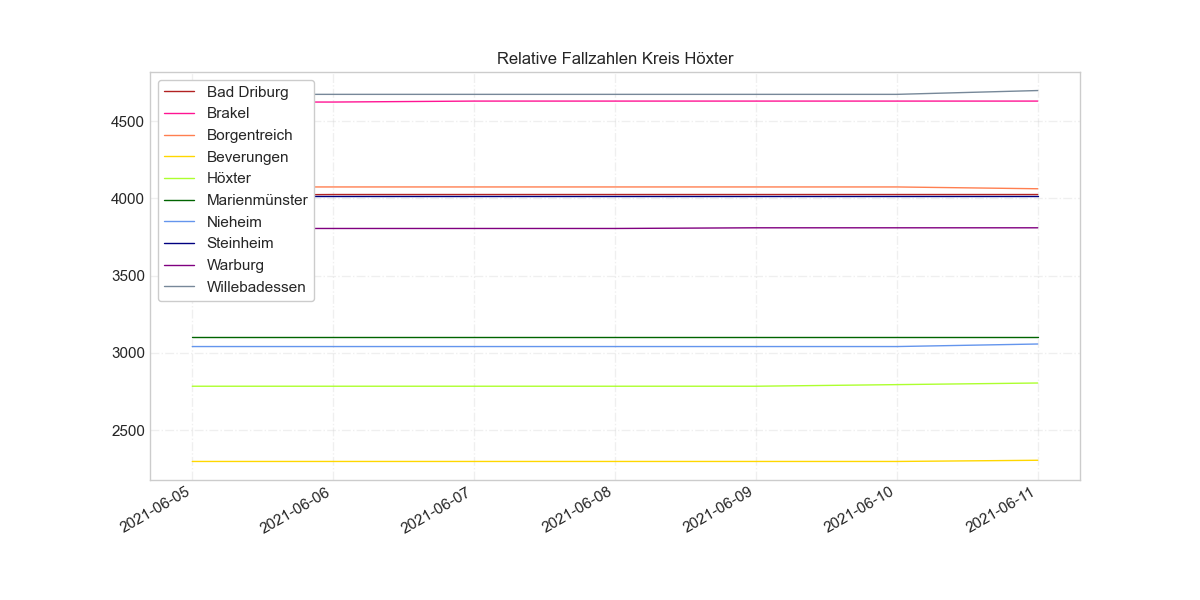 Relative Fallzahlen Kreis Höxter
Bad Driburg
Brakel
Borgentreich
Beverungen
Höxter
Marienmünster
Nieheim
Steinheim
Warburg
Willebadessen
4500
4000
3500
3000
2500
2021-06-05
2021-06-06
2021-06-07
2021-06-08
2021-06-09
2021-06-10
2021-06-11